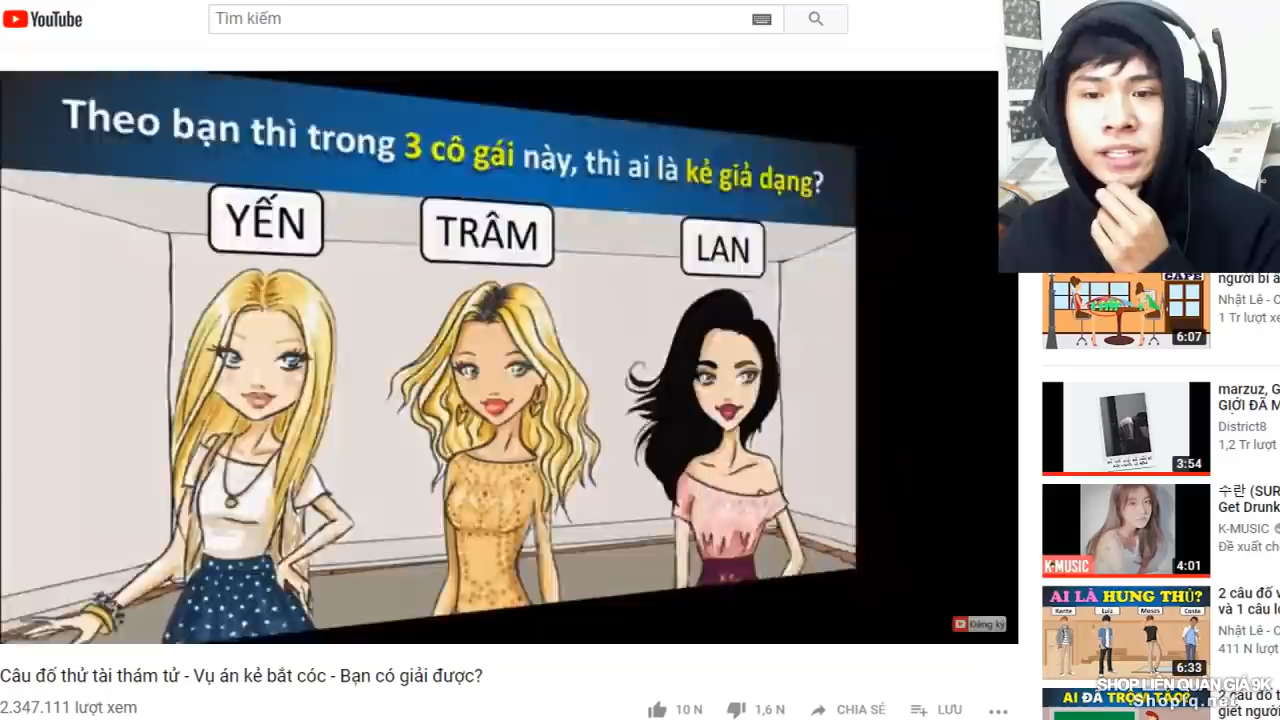 YouTube
Tìm kiếm
Theo bạn thì trong 3 cô gái này, thì ai là kẻ giả dạng?
YẾN
TRÂM
LAN
Đăng ký
Câu đố thử tài thám tử - Vụ án kẻ bắt cóc - Bạn có giải được?
2.347.111 lượt xem
10 N
1,6 N
CHIA SẺ
LƯU
CAFE
6:07
người bí
Nhật Lê -
1 Tr lượt
marzuz,
GIỚI ĐÃ
District8
1,2 Tr lượt
3:54
수란 (SUR
Get Drunk
K-MUSIC
Đề xuất
K-MUSIC
4:01
AI LÀ HUNG THỦ?
Kante
Luiz
Moses
Costa
6:33
2 câu đố
và 1 câu
Nhật Lê -
411 N lượt
SHOP LIÊN QUÂN GIÁ 9K
Shoplq.net
AI ĐÃ TRỘM TÁO?
2 câu đố
giết người